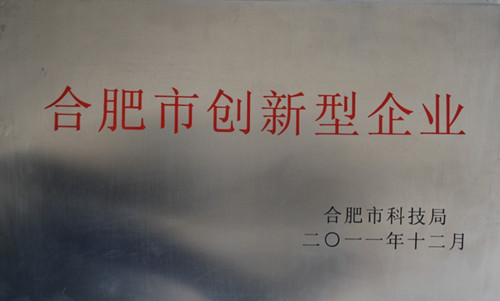 合肥市创新型企业
合肥市科技局
二〇一一年十二月